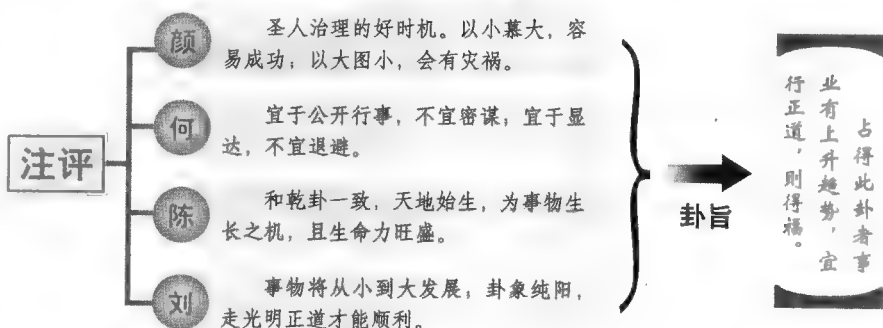 注评
颜
圣人治理的好时机。以小慕大，容
易成功；以大图小，会有灾祸。
何
宜于公开行事，不宜密谋；宜于显
达，不宜退避。
陈
和乾卦一致，天地始生，为事物生
长之机，且生命力旺盛。
刘
事物将从小到大发展；卦象纯阳，
走光明正道才能顺利。
卦旨
占得此卦者事
业有上升趋势，宜
行正道，则得福。